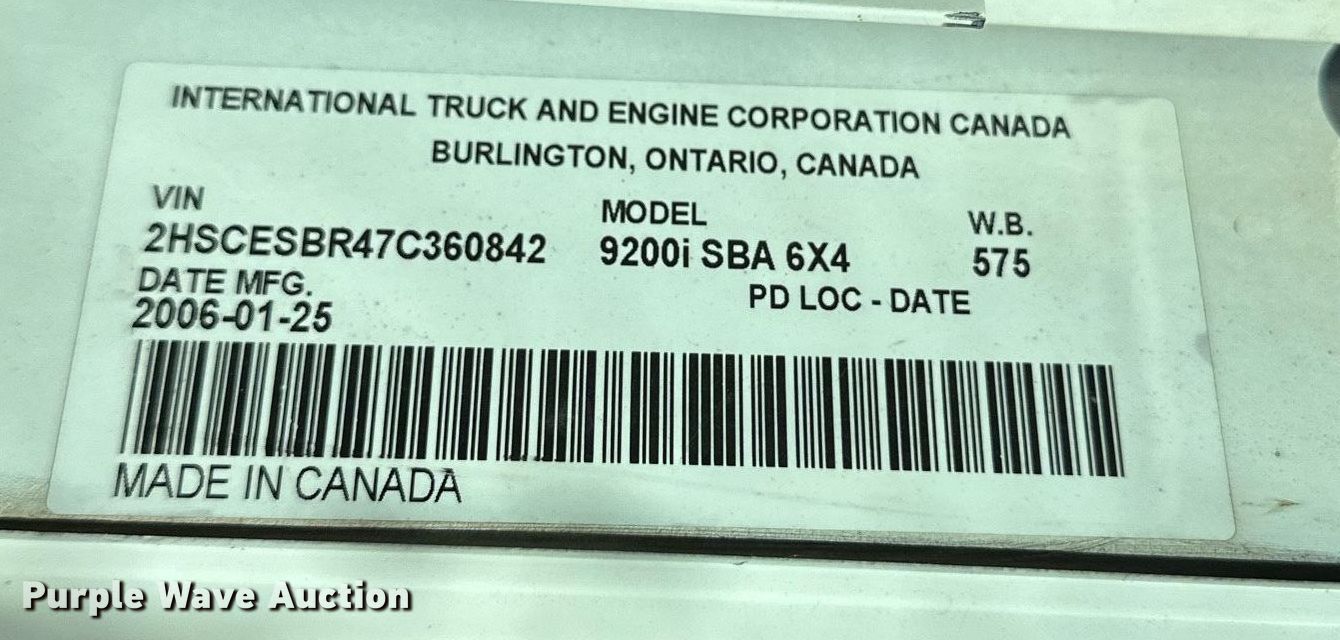 INTERNATIONAL TRUCK AND ENGINE CORPORATION CANADA
BURLINGTON, ONTARIO, CANADA
VIN MODEL W.B.
2HSCESBR47C360842 9200i SBA 6X4 575
DATE MFG. PD LOC - DATE
2006-01-25
MADE IN CANADA
Purple Wave Auction